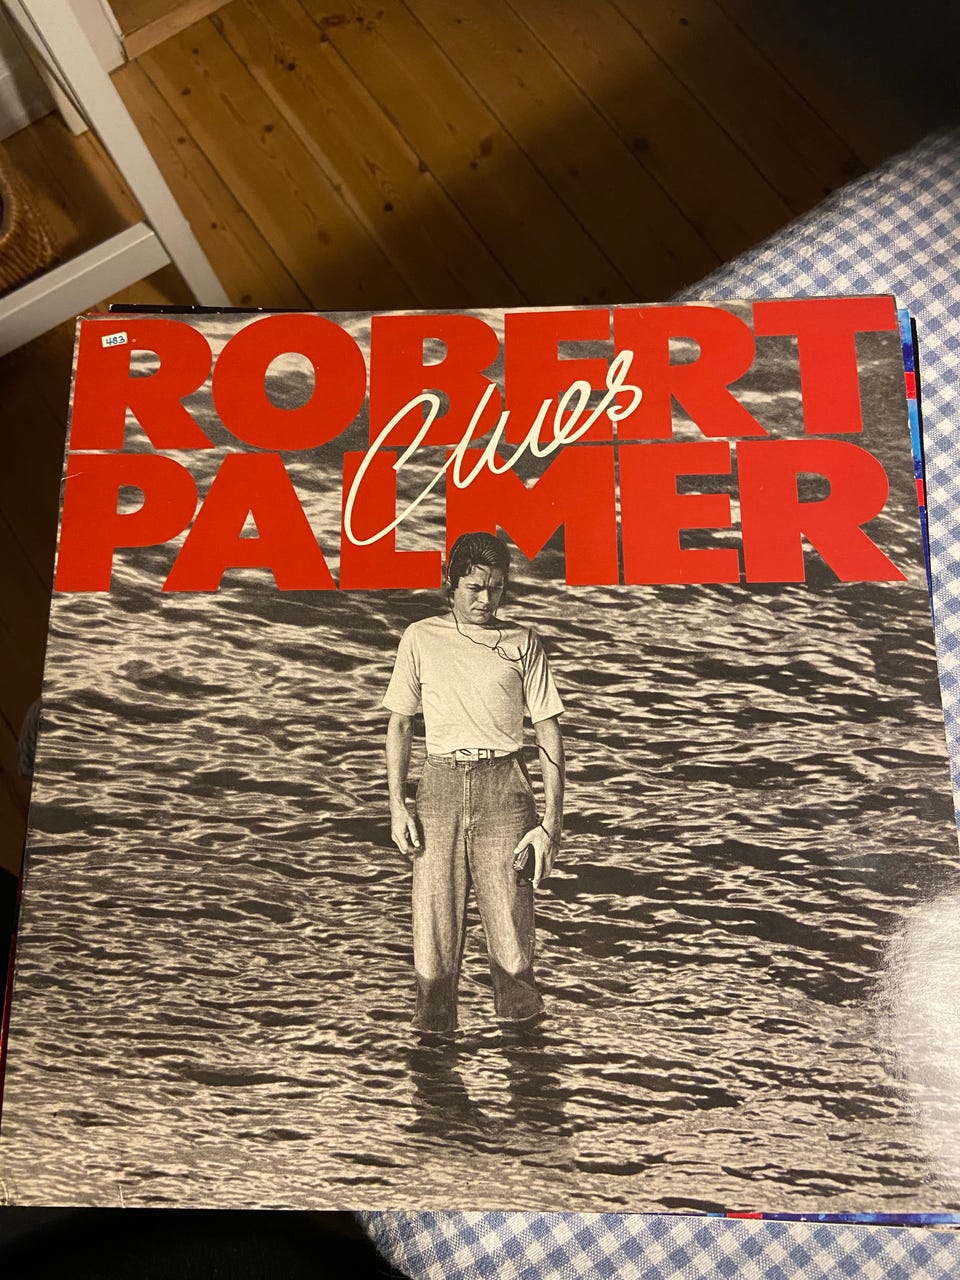 483
ROBERT
Clues
PALMER